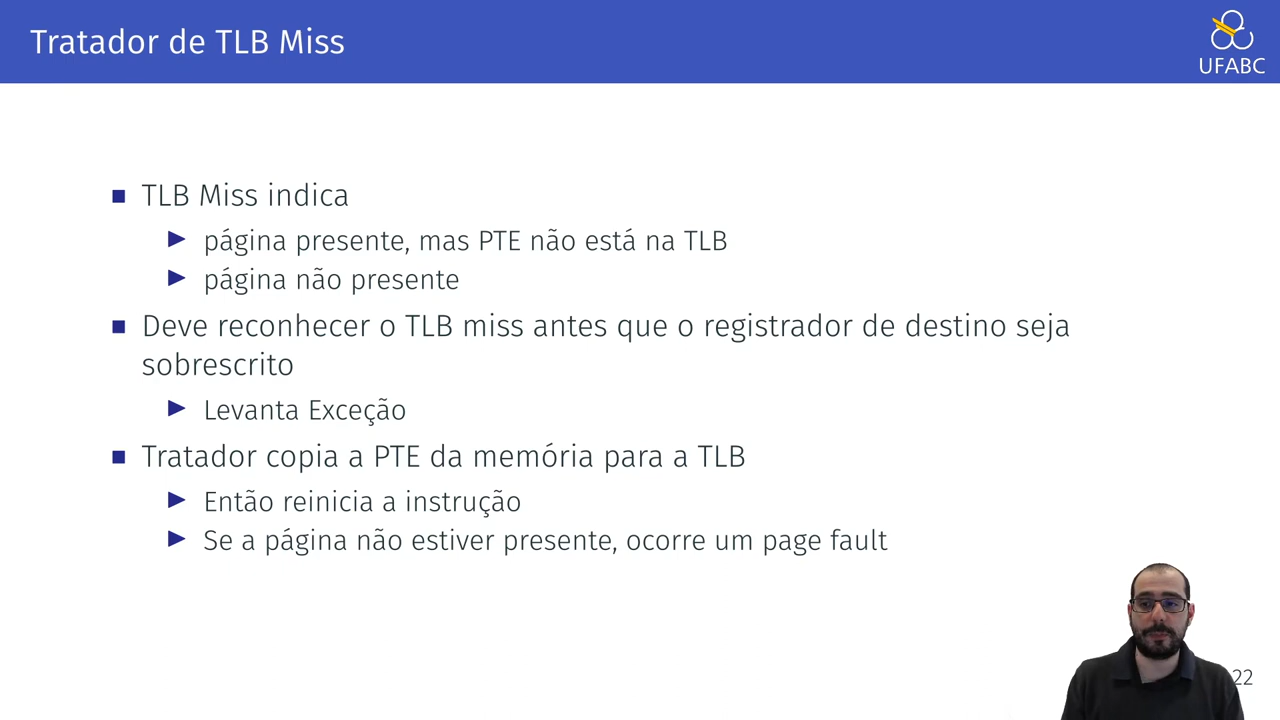 Tratador de TLB Miss
UFABC
TLB Miss indica
página presente, mas PTE não está na TLB
página não presente
Deve reconhecer o TLB miss antes que o registrador de destino seja
sobrescrito
Levanta Exceção
Tratador copia a PTE da memória para a TLB
Então reinicia a instrução
Se a página não estiver presente, ocorre um page fault
22